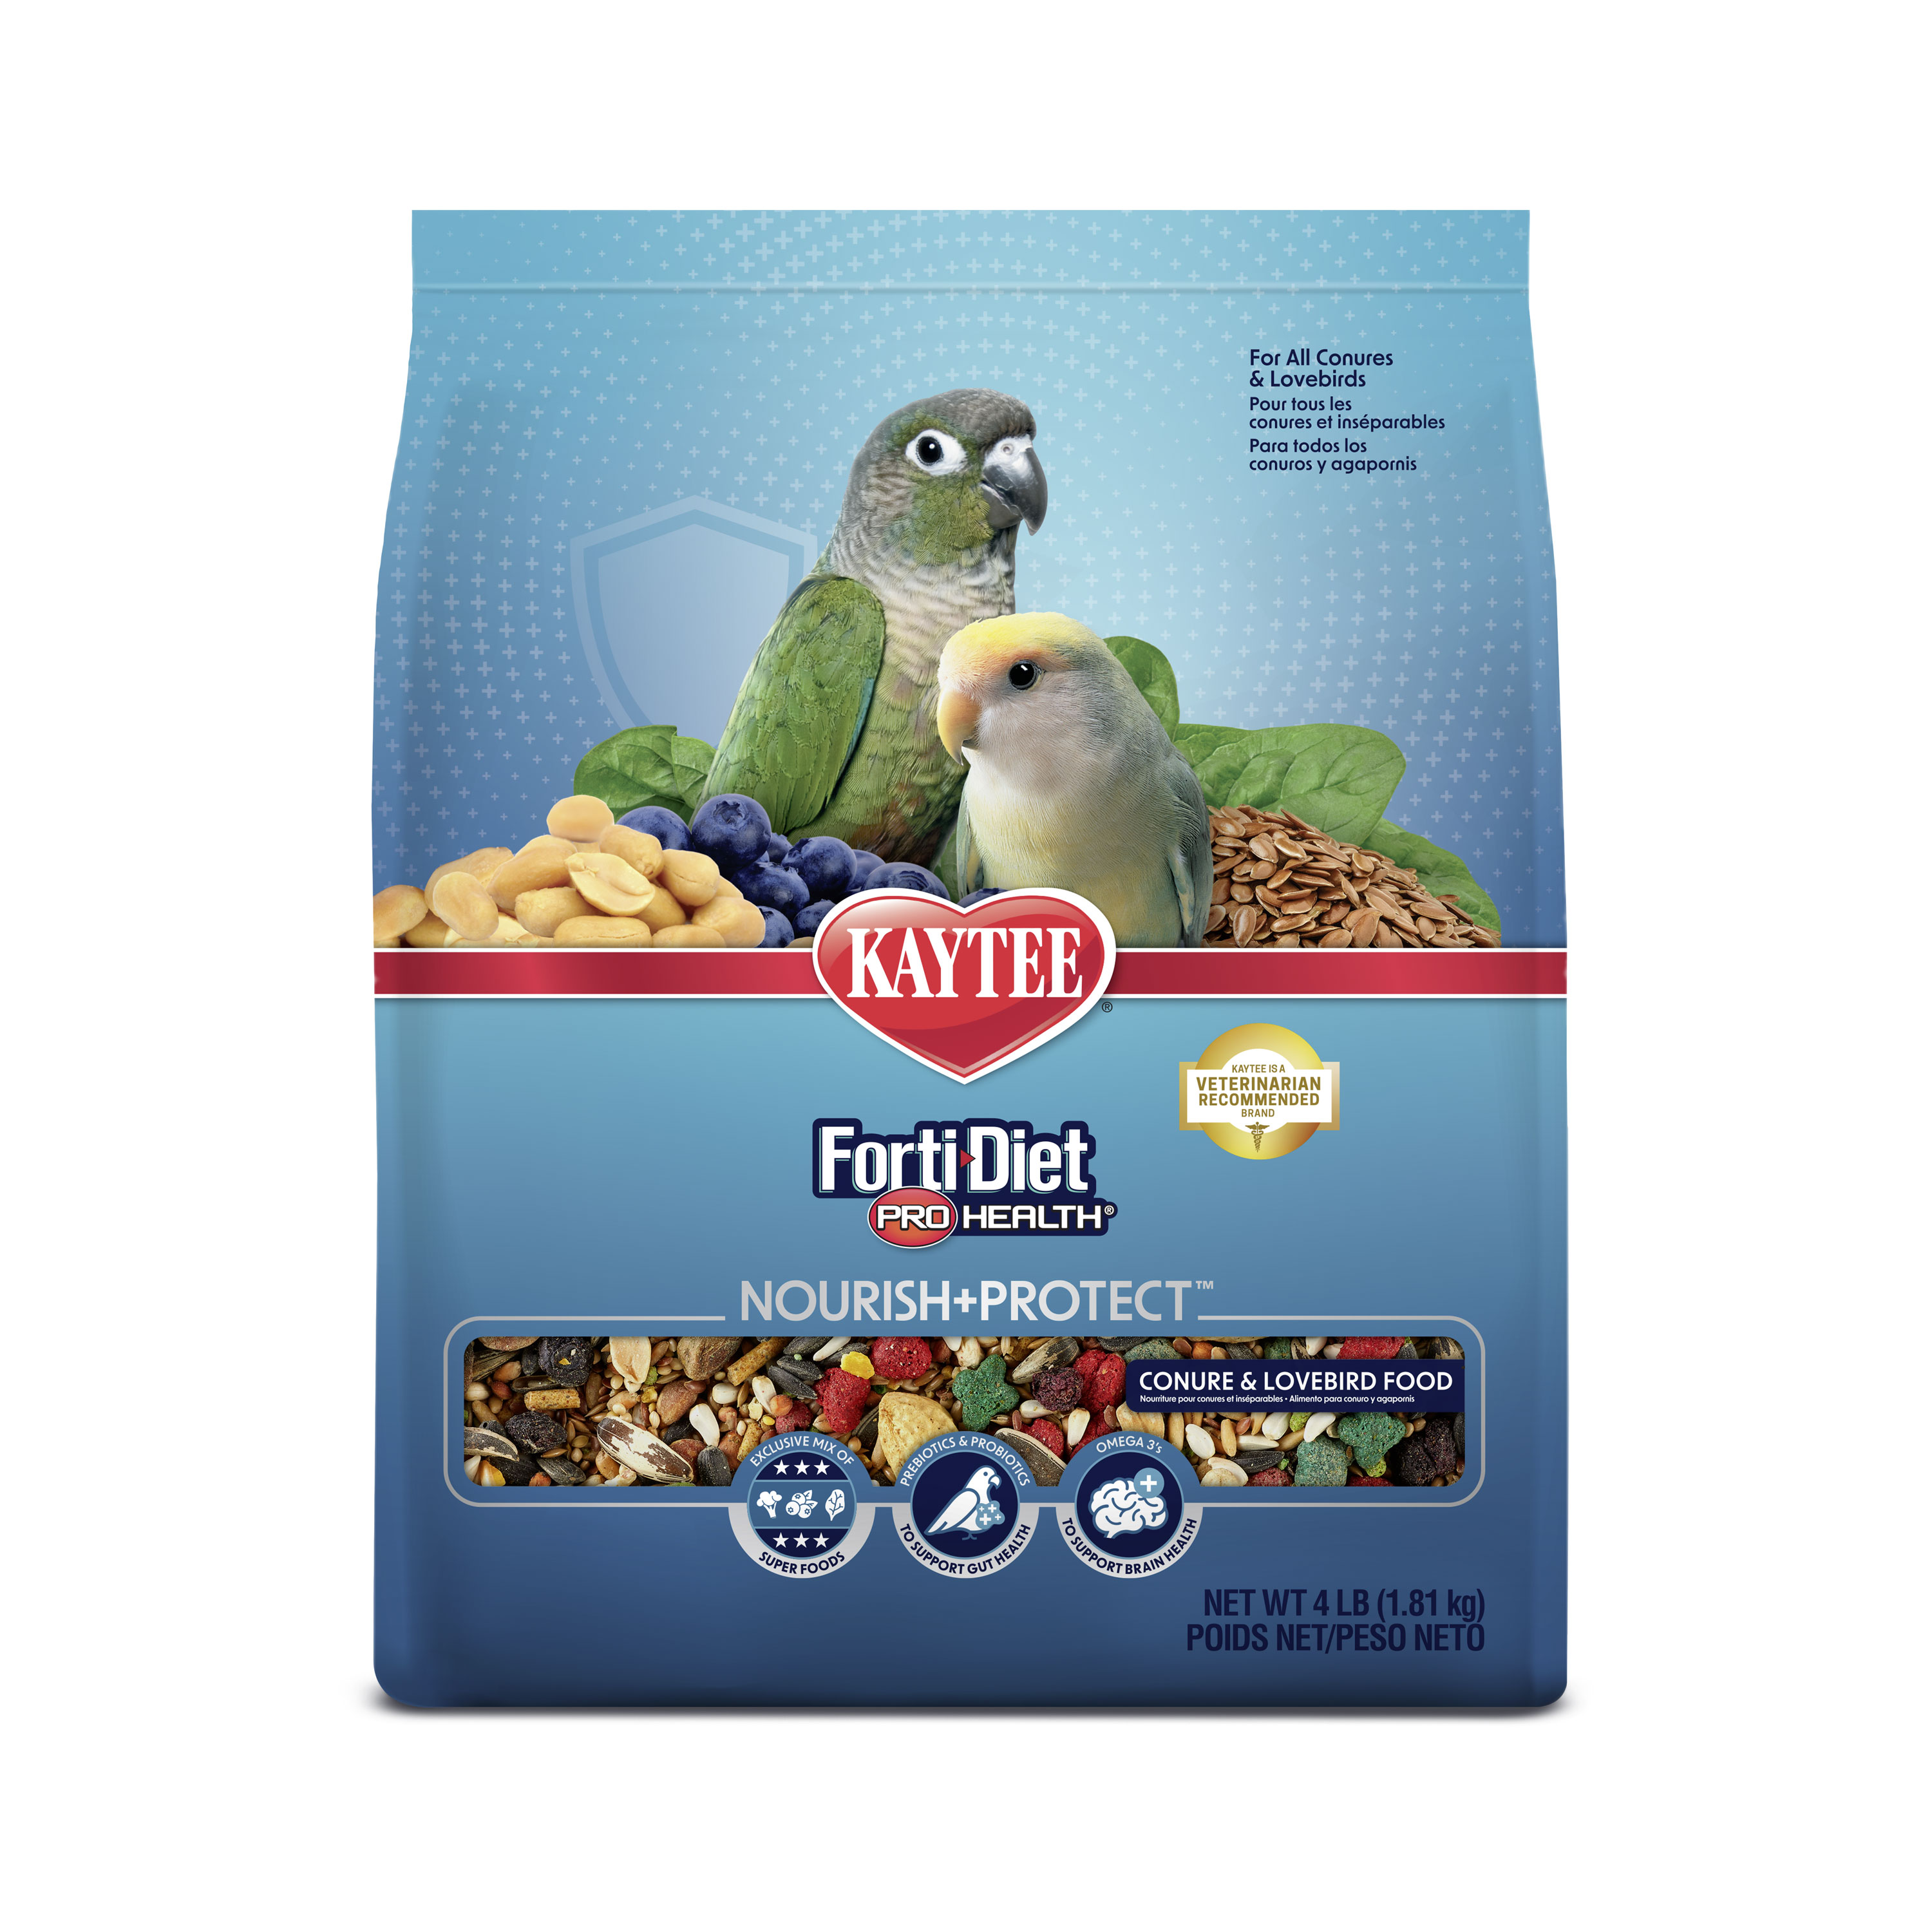 For All Conures
& Lovebirds
Pour tous les
conures et inséparables
Para todos los
conuros y agapornis
KAYTEE®
KAYTEE IS A
VETERINARIAN
RECOMMENDED
BRAND
Forti Diet
PRO HEALTH®
NOURISH+PROTECT™
CONURE & LOVEBIRD FOOD
Nourriture pour conures et inséparables • Alimento para conuro y agapornis
EXCLUSIVE MIX OF
SUPER FOODS
PREBIOTICS & PROBIOTICS
TO SUPPORT GUT HEALTH
OMEGA 3's
TO SUPPORT BRAIN HEALTH
NET WT 4 LB (1.81 kg)
POIDS NET/PESO NETO